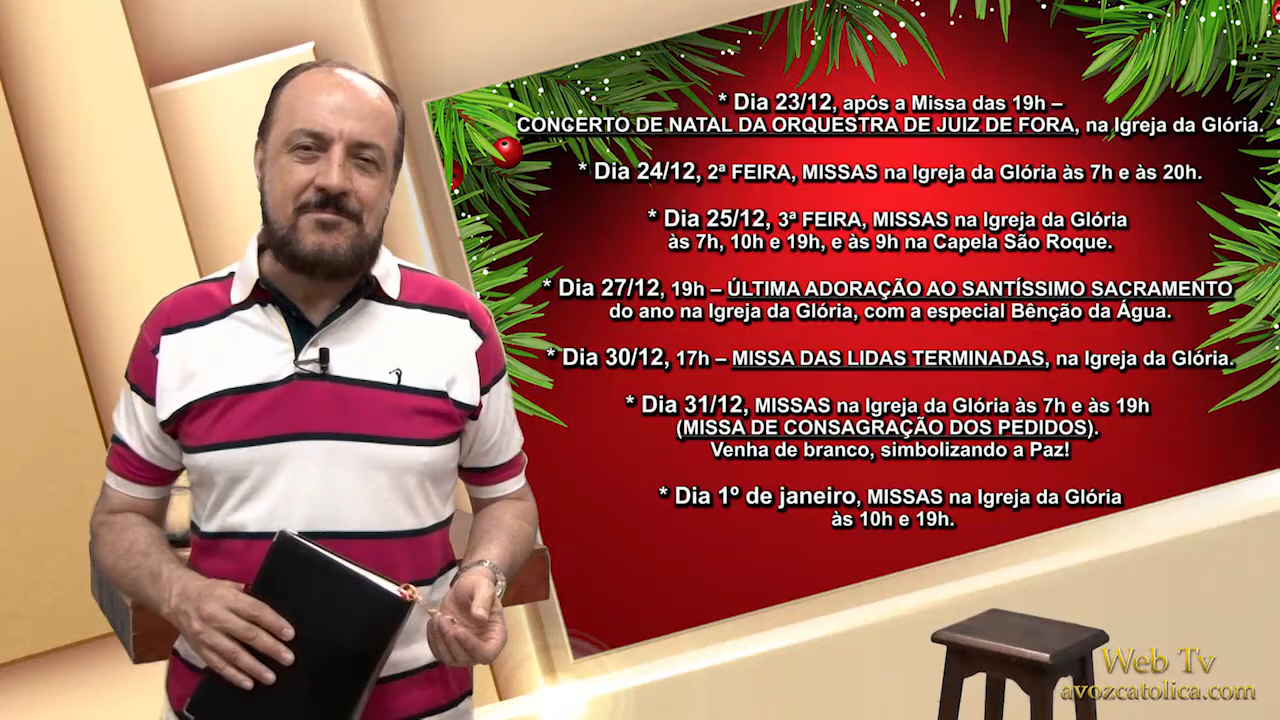 * Dia 23/12, após a Missa das 19h –
CONCERTO DE NATAL DA ORQUESTRA DE JUIZ DE FORA, na Igreja da Glória.
* Dia 24/12, 2ª FEIRA, MISSAS na Igreja da Glória às 7h e às 20h.
* Dia 25/12, 3ª FEIRA, MISSAS na Igreja da Glória
às 7h, 10h e 19h, e às 9h na Capela São Roque.
* Dia 27/12, 19h – ÚLTIMA ADORAÇÃO AO SANTÍSSIMO SACRAMENTO
do ano na Igreja da Glória, com a especial Bênção da Água.
* Dia 30/12, 17h – MISSA DAS LIDAS TERMINADAS, na Igreja da Glória.
* Dia 31/12, MISSAS na Igreja da Glória às 7h e às 19h
(MISSA DE CONSAGRAÇÃO DOS PEDIDOS).
Venha de branco, simbolizando a Paz!
* Dia 1º de janeiro, MISSAS na Igreja da Glória
às 10h e 19h.
Web Tv
avozcatolica.com